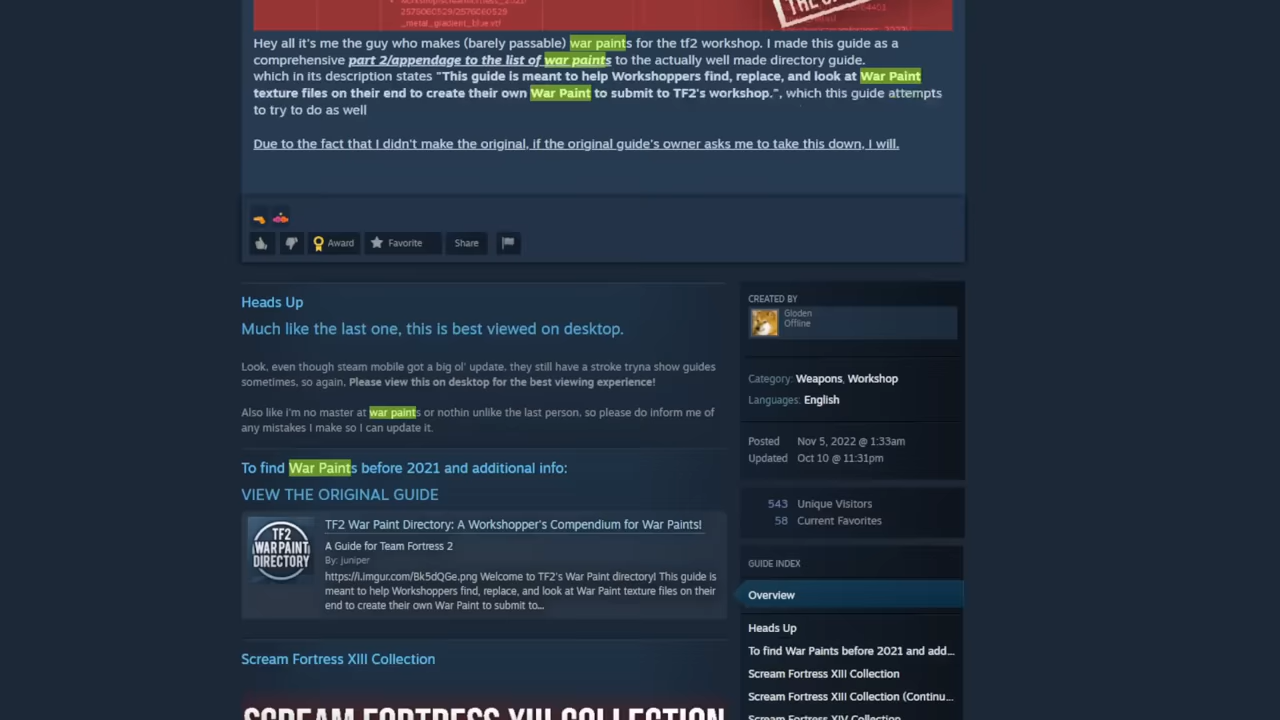 2578060529/2578060529
_metal_gradient_blue.vtf
Hey all it's me the guy who makes (barely passable) war paints for the tf2 workshop. I made this guide as a
comprehensive part 2/appendage to the list of war paints to the actually well made directory guide.
which in its description states "This guide is meant to help Workshoppers find, replace, and look at War Paint
texture files on their end to create their own War Paint to submit to TF2's workshop.", which this guide attempts
to try to do as well
Due to the fact that I didn't make the original, if the original guide's owner asks me to take this down, I will.
Award
Favorite
Share
Heads Up
Much like the last one, this is best viewed on desktop.
Look, even though steam mobile got a big ol' update, they still have a stroke tryna show guides
sometimes, so again, Please view this on desktop for the best viewing experience!
Also like i'm no master at war paints or nothin unlike the last person, so please do inform me of
any mistakes I make so I can update it.
To find War Paints before 2021 and additional info:
VIEW THE ORIGINAL GUIDE
TF2
WAR PAINT
DIRECTORY
TF2 War Paint Directory: A Workshopper's Compendium for War Paints!
A Guide for Team Fortress 2
By: juniper
https://i.imgur.com/Bk5dQGe.png Welcome to TF2's War Paint directory! This guide is
meant to help Workshoppers find, replace, and look at War Paint texture files on their
end to create their own War Paint to submit to...
Scream Fortress XIII Collection
SCREAM FORTRESS XIII COLLECTION
CREATED BY
Gloden
Offline
Category: Weapons, Workshop
Languages: English
Posted Nov 5, 2022 @ 1:33am
Updated Oct 10 @ 11:31pm
543 Unique Visitors
58 Current Favorites
GUIDE INDEX
Overview
Heads Up
To find War Paints before 2021 and add...
Scream Fortress XIII Collection
Scream Fortress XIII Collection (Continu...
Scream Fortress XIV Collection